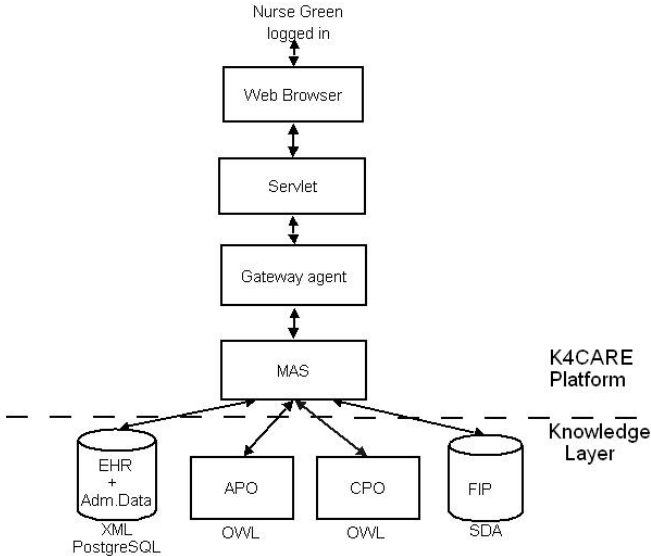 Nurse Green
logged in
Web Browser
Servlet
Gateway agent
MAS
K4CARE
Platform
Knowledge
Layer
EHR
+
Adm.Data
APO
CPO
FIP
XML
PostgreSQL
OWL
OWL
SDA